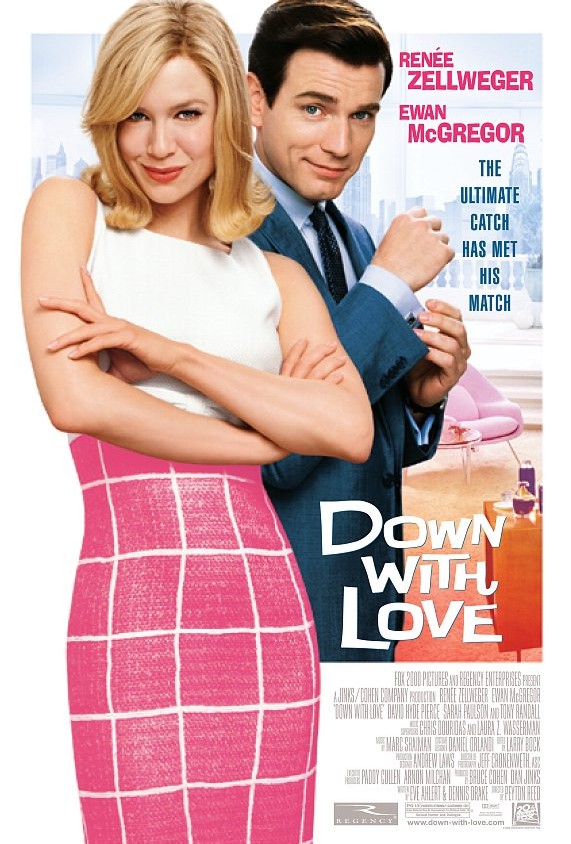 RENÉE
ZELLWEGER
EWAN
McGREGOR
THE
ULTIMATE
CATCH
HAS MET
HIS
MATCH
DOWN
WITH
LOVE
FOX 2000 PICTURES AND REGENCY ENTERPRISES PRESENT
A JINKS/COHEN COMPANY PRODUCTION RENÉE ZELLWEGER EWAN McGREGOR
"DOWN WITH LOVE" DAVID HYDE PIERCE SARAH PAULSON AND TONY RANDALL
MUSIC SUPERVISORS CHRIS DOURIDAS AND LAURA Z. WASSERMAN
MUSIC BY MARC SHAIMAN COSTUME DESIGNER DANIEL ORLANDI EDITED BY LARRY BOCK
PRODUCTION DESIGNER ANDREW LAWS DIRECTOR OF PHOTOGRAPHY JEFF CRONENWETH ASC
EXECUTIVE PRODUCERS PADDY CULLEN ARNON MILCHAN PRODUCED BY BRUCE COHEN DAN JINKS
WRITTEN BY EVE AHLERT & DENNIS DRAKE DIRECTED BY PEYTON REED
REGENCY
PG-13
www.down-with-love.com